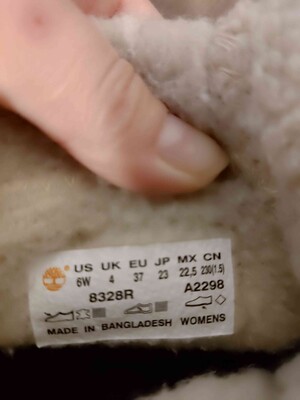 US UK EU JP MX CN
6W 4 37 23 22,5 230(1.5)
8328R A2298
MADE IN BANGLADESH WOMENS